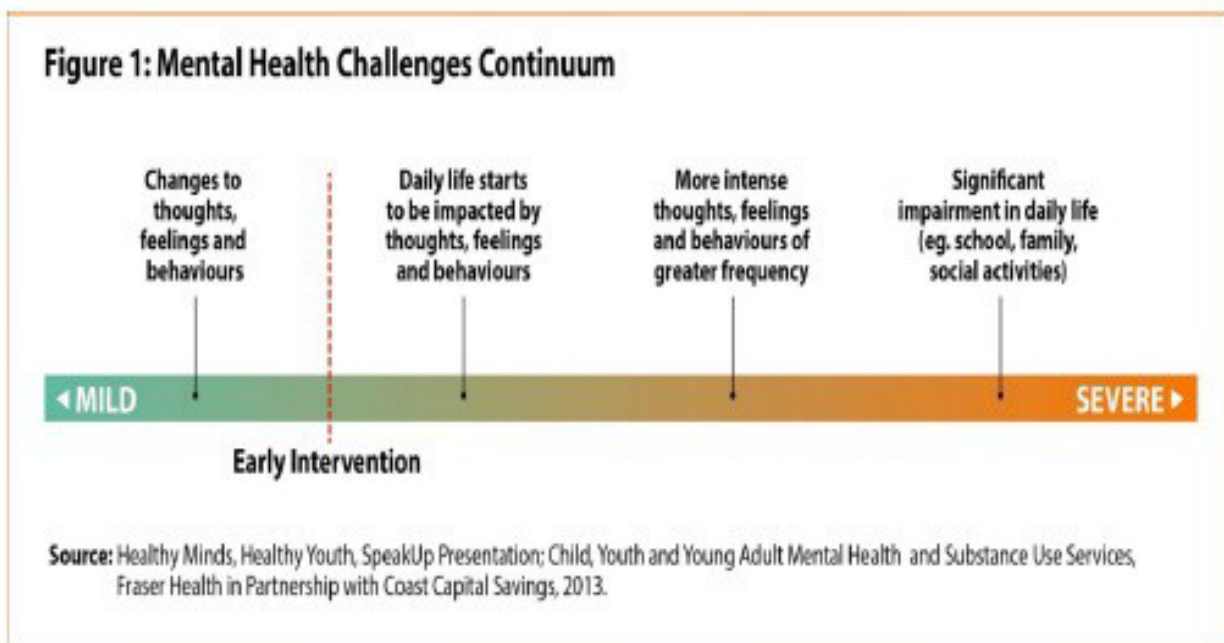 Figure 1: Mental Health Challenges Continuum
Changes to
thoughts,
feelings and
behaviours
Daily life starts
to be impacted by
thoughts, feelings
and behaviours
More intense
thoughts, feelings
and behaviours of
greater frequency
Significant
impairment in daily life
(eg. school, family,
social activities)
MILD
SEVERE
Early Intervention
Source: Healthy Minds, Healthy Youth, SpeakUp Presentation; Child, Youth and Young Adult Mental Health and Substance Use Services,
Fraser Health in Partnership with Coast Capital Savings, 2013.